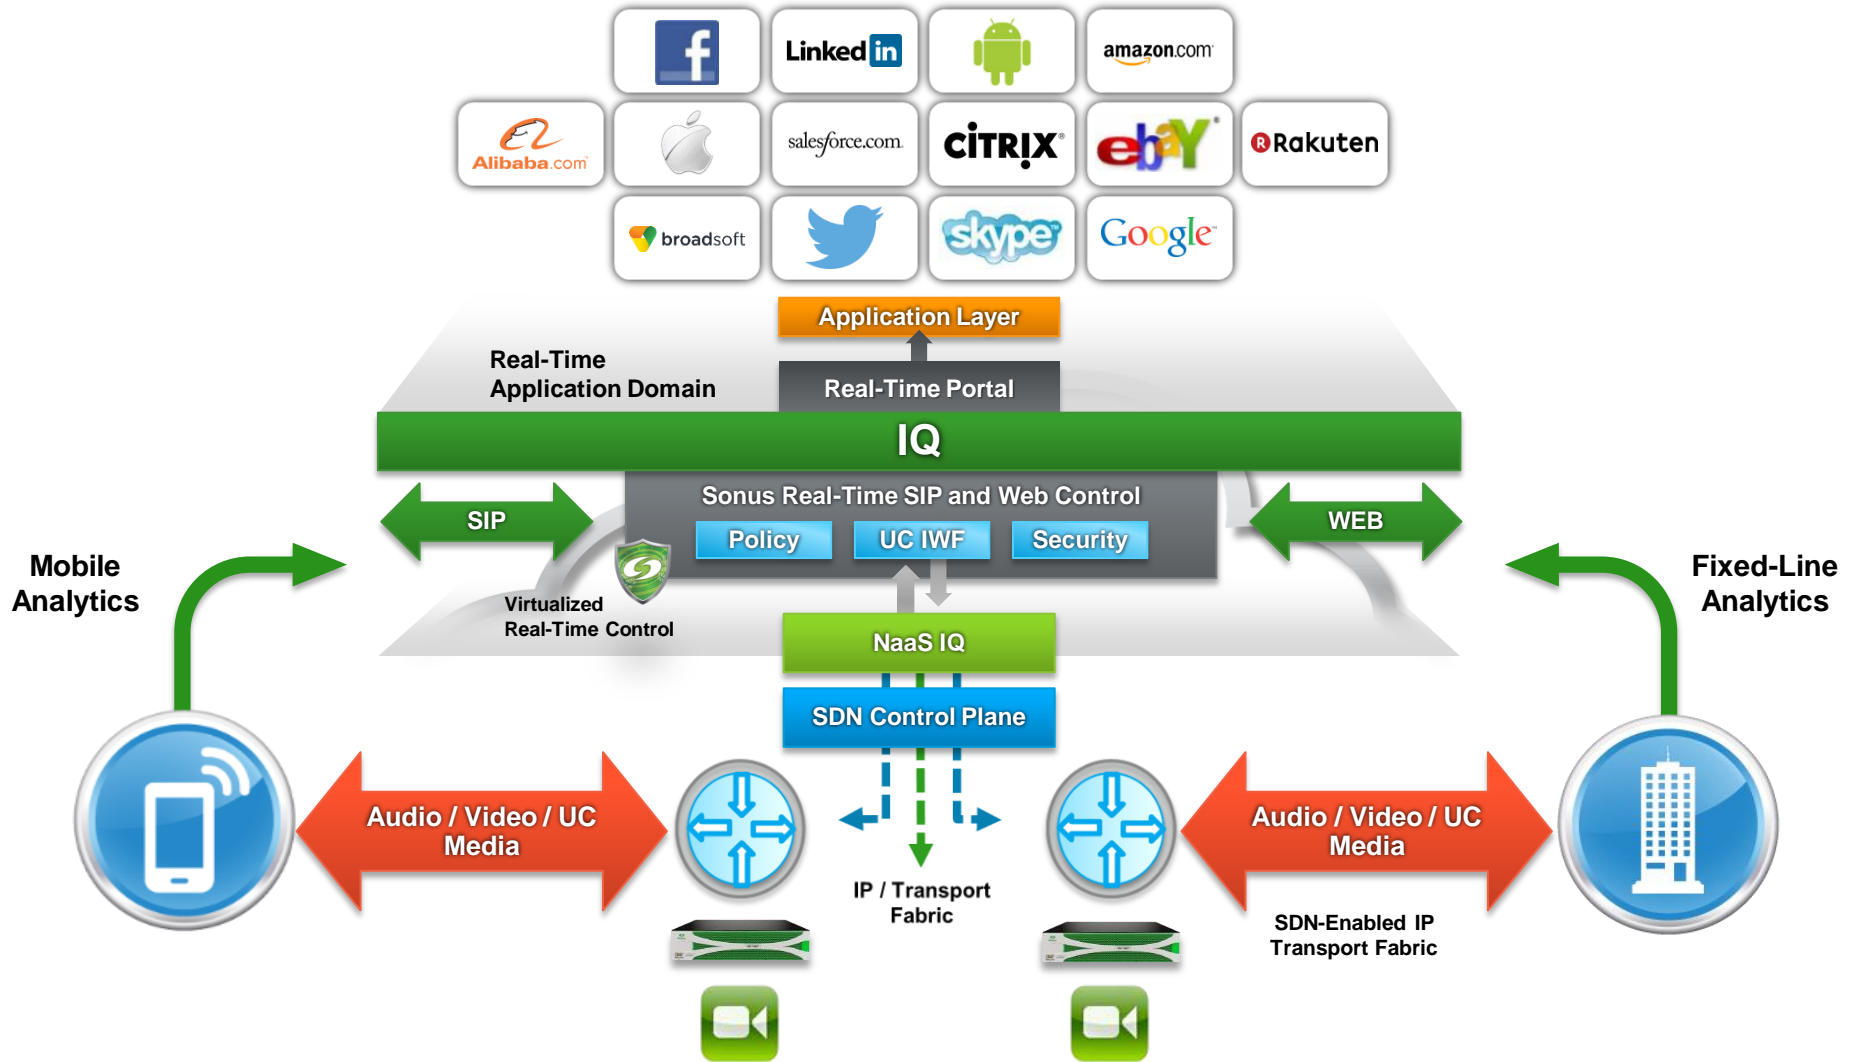 f
Linked in
amazon.com
Alibaba.com
salesforce.com
CiTRIX®
ebaY®
R Rakuten
broadsoft
skype™
Google™
Application Layer
Real-Time
Application Domain
Real-Time Portal
IQ
Sonus Real-Time SIP and Web Control
SIP
WEB
Policy
UC IWF
Security
Mobile
Analytics
Fixed-Line
Analytics
Virtualized
Real-Time Control
NaaS IQ
SDN Control Plane
Audio / Video / UC
Media
Audio / Video / UC
Media
IP / Transport
Fabric
SDN-Enabled IP
Transport Fabric